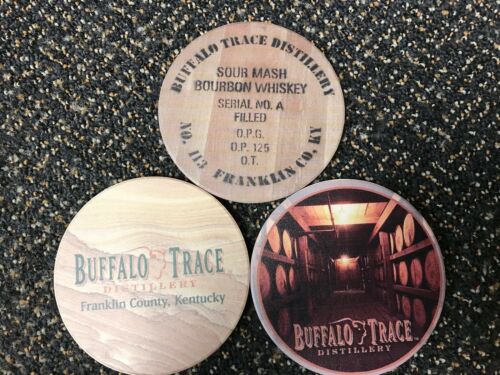 BUFFALO TRACE DISTILLERY
SOUR MASH
BOURBON WHISKEY
SERIAL NO. A
FILLED
O.P.G.
O.P. 125
O.T.
NO. 113 FRANKLIN CO, KY
BUFFALO TRACE
DISTILLERY
Franklin County, Kentucky
BUFFALO TRACE
DISTILLERY